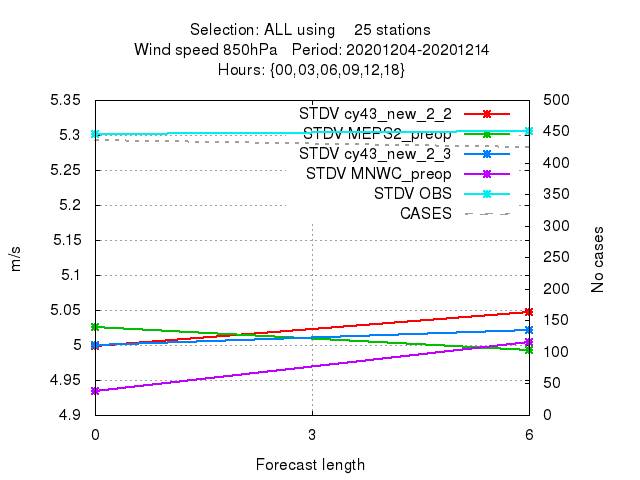 Selection: ALL using 25 stations
Wind speed 850hPa Period: 20201204-20201214
Hours: {00,03,06,09,12,18}
5.35
5.3
5.25
5.2
5.15
5.1
5.05
5
4.95
4.9
500
450
400
350
300
250
200
150
100
50
0
STDV cy43_new_2_2
STDV MEPS2_preop
STDV cy43_new_2_3
STDV MNWC_preop
STDV OBS
CASES
m/s
No cases
0 3 6
Forecast length